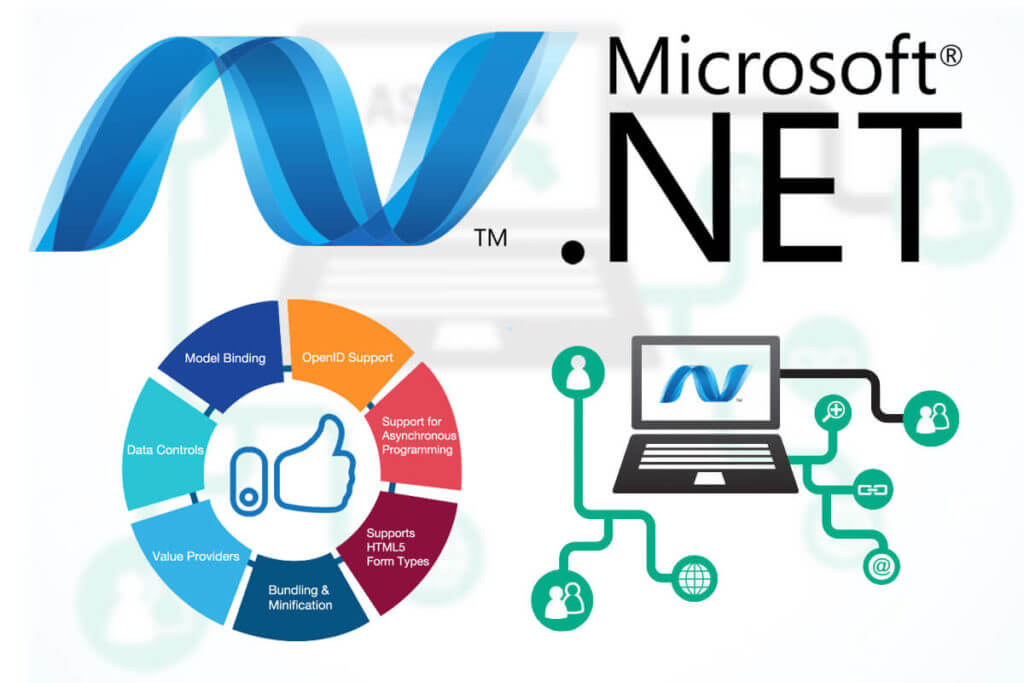 Microsoft®
.NET
TM
Model Binding
OpenID Support
Support for
Asynchronous
Programming
Supports
HTML5
Form Types
Bundling &
Minification
Value Providers
Data Controls
@